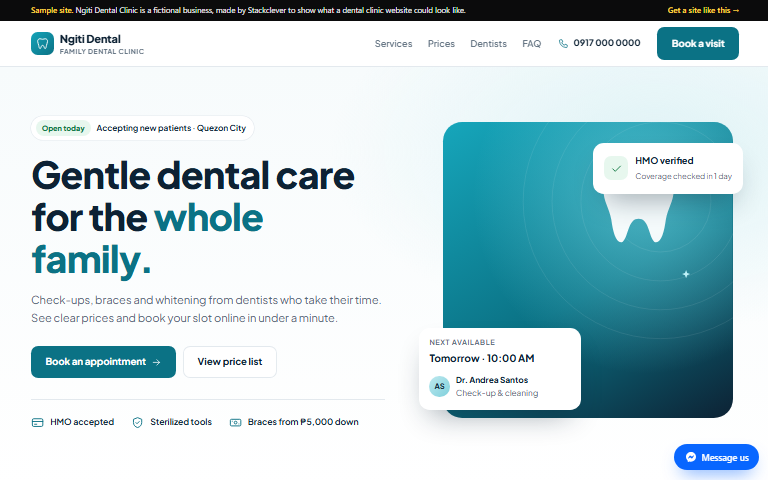 Sample site. Ngiti Dental Clinic is a fictional business, made by Stackclever to show what a dental clinic website could look like.
Get a site like this →
Ngiti Dental
FAMILY DENTAL CLINIC
Services
Prices
Dentists
FAQ
0917 000 0000
Book a visit
Open today
Accepting new patients · Quezon City
Gentle dental care
for the whole
family.
Check-ups, braces and whitening from dentists who take their time.
See clear prices and book your slot online in under a minute.
Book an appointment →
View price list
HMO accepted
Sterilized tools
Braces from ₱5,000 down
HMO verified
Coverage checked in 1 day
NEXT AVAILABLE
Tomorrow · 10:00 AM
AS
Dr. Andrea Santos
Check-up & cleaning
Message us